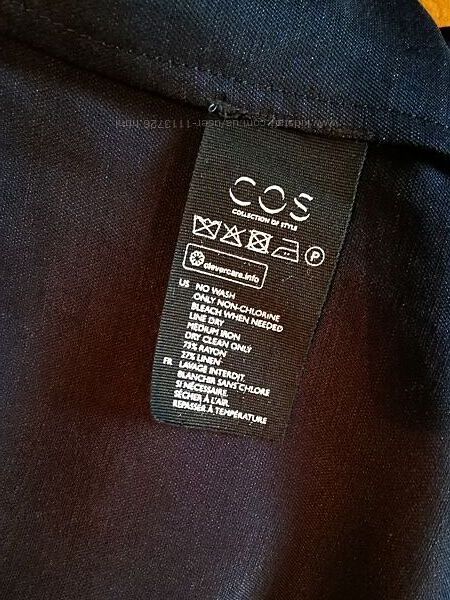 COS
COLLECTION OF STYLE
P
clevercare.info
US NO WASH
ONLY NON-CHLORINE
BLEACH WHEN NEEDED
LINE DRY
MEDIUM IRON
DRY CLEAN ONLY
73% RAYON
27% LINEN
FR LAVAGE INTERDIT.
BLANCHIR SANS CHLORE
SI NÉCESSAIRE.
SÉCHER À L'AIR.
REPASSER À TEMPÉRATURE